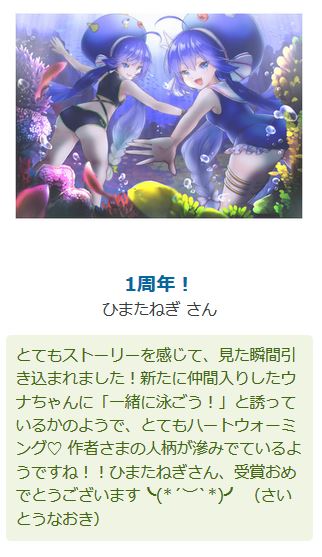 1周年！
ひまたねぎ さん
とてもストーリーを感じて、見た瞬間引
き込まれました！新たに仲間入りしたウ
ナちゃんに「一緒に泳ごう！」と誘って
いるかのようで、とてもハートウォーミ
ング♡ 作者さまの人柄が滲みでているよ
うですね！！ひまたねぎさん、受賞おめ
でとうございます ╰(*´︶`*)╯ （さい
とうなおき）